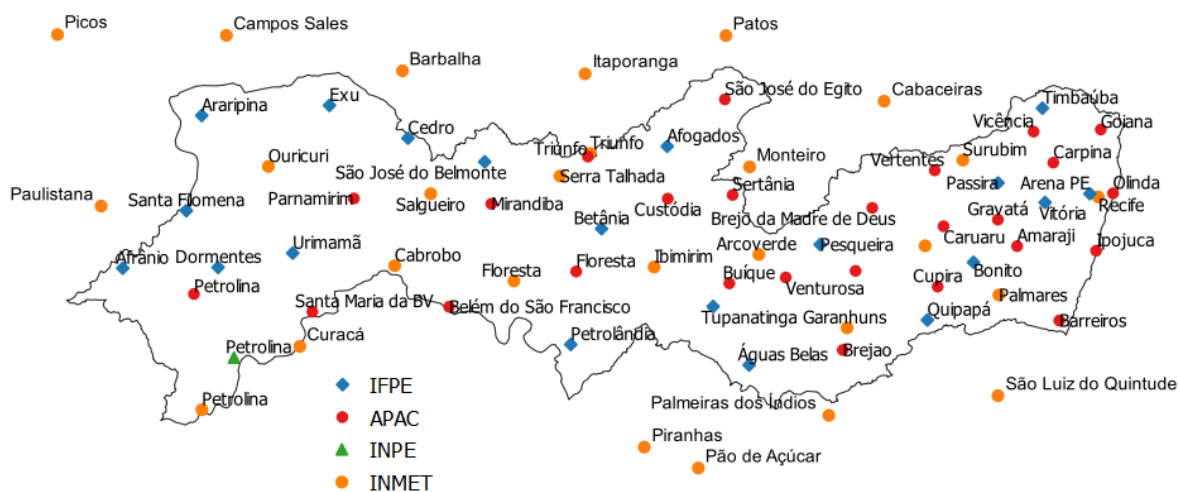 Picos
Campos Sales
Patos
Barbalha
Itaporanga
São José do Egito
Cabaceiras
Timbaúba
Araripina
Exu
Cedro
Afogados
Vicência
Goiana
Triunfo
Triunfo
Ouricuri
São José do Belmonte
Serra Talhada
Monteiro
Vertentes
Surubim
Carpina
Paulistana
Santa Filomena
Parnamirim
Salgueiro
Mirandiba
Custódia
Sertânia
Passira
Arena PE
Olinda
Recife
Betânia
Brejo da Madre de Deus
Gravatá
Vitória
Urimamã
Afrânio
Dormentes
Cabrobo
Floresta
Floresta
Ibimirim
Arcoverde
Pesqueira
Caruaru
Amaraji
Ipojuca
Petrolina
Buíque
Venturosa
Cupira
Bonito
Palmares
Santa Maria da BV
Belém do São Francisco
Tupanatinga
Garanhuns
Quipapá
Barreiros
Curacá
Petrolina
Petrolândia
Águas Belas
Brejao
Petrolina
IFPE
APAC
INPE
INMET
Palmeiras dos Índios
São Luiz do Quintude
Piranhas
Pão de Açúcar